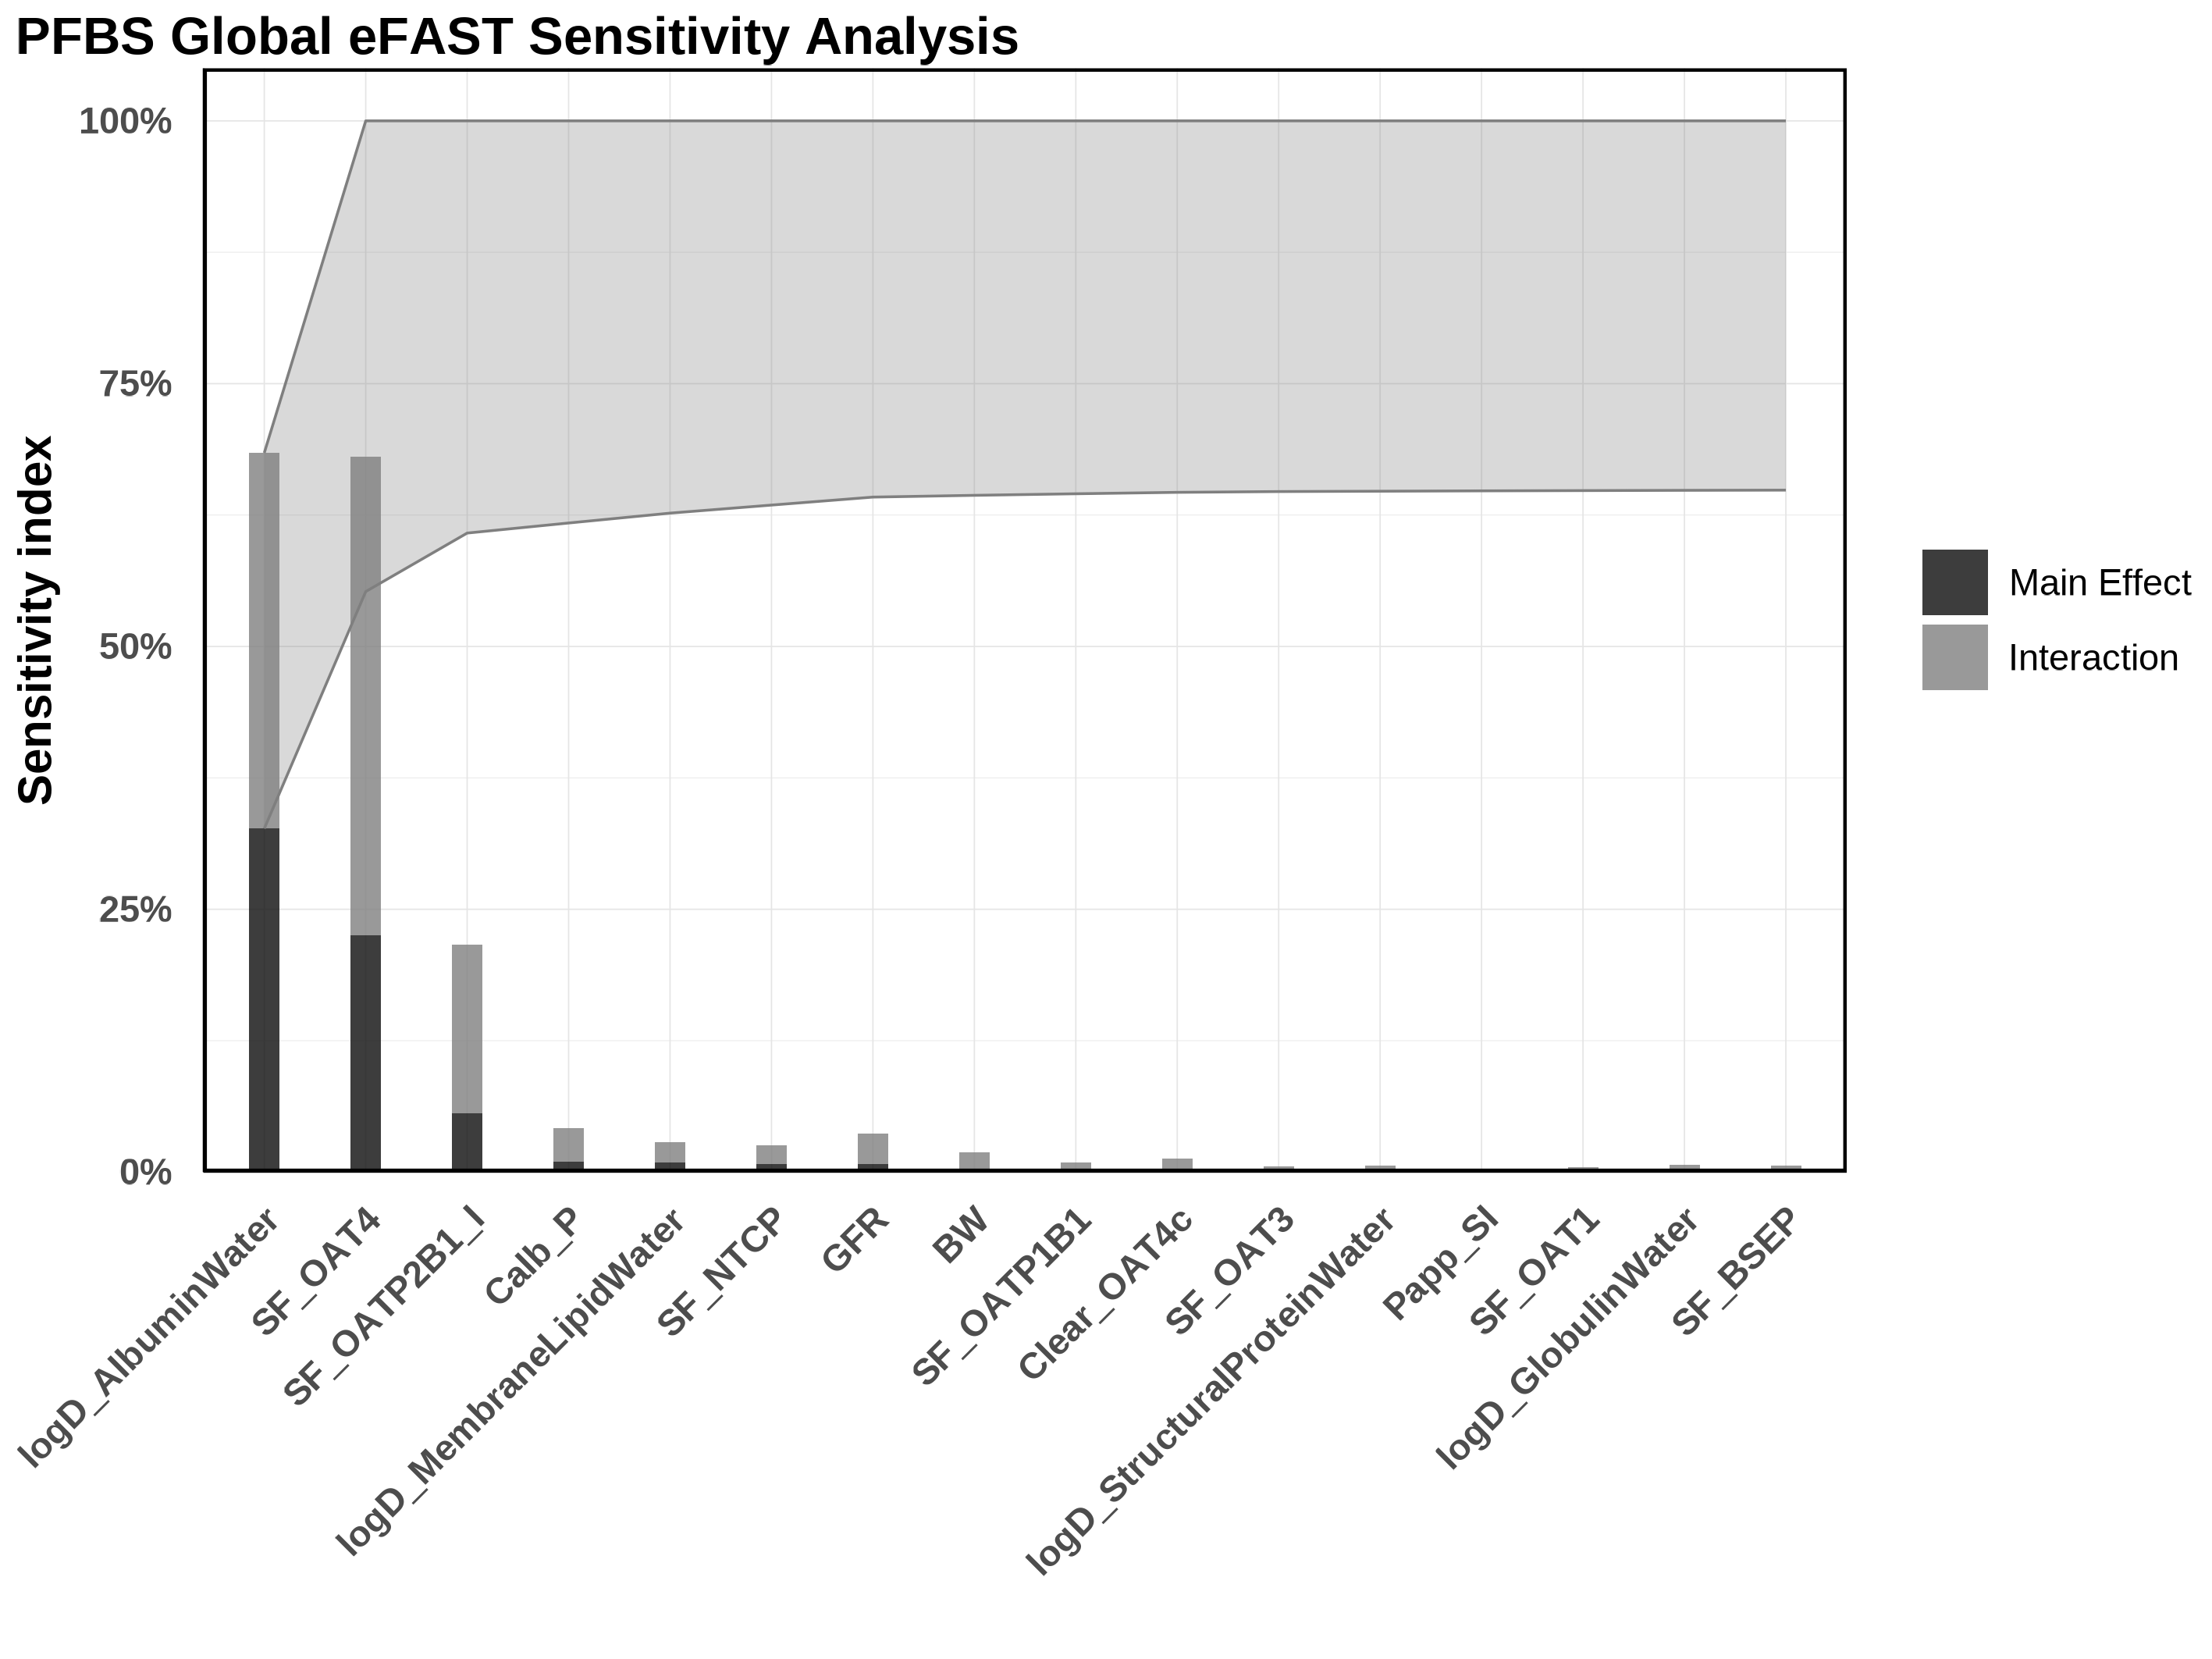 PFBS Global eFAST Sensitivity Analysis
Sensitivity index
100%
75%
50%
25%
0%
Main Effect
Interaction
logD_AlbuminWater
SF_OAT4
SF_OATP2B1_I
Calb_P
logD_MembraneLipidWater
SF_NTCP
GFR
BW
SF_OATP1B1
Clear_OAT4c
SF_OAT3
logD_StructuralProteinWater
Papp_SI
SF_OAT1
logD_GlobulinWater
SF_BSEP